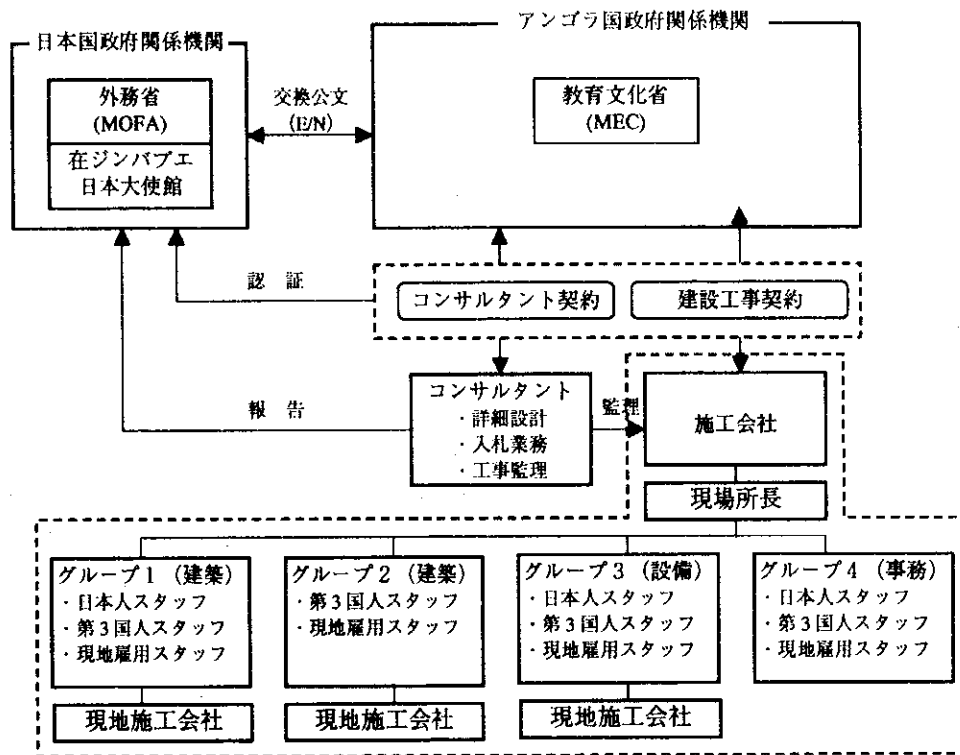 アンゴラ国政府関係機関
日本国政府関係機関
外務省
(MOFA)
在ジンバブエ
日本大使館
交換公文
(E/N)
教育文化省
(MEC)
認 証
コンサルタント契約
建設工事契約
報 告
コンサルタント
・詳細設計
・入札業務
・工事監理
監理
施工会社
現場所長
グループ1（建築）
・日本人スタッフ
・第3国人スタッフ
・現地雇用スタッフ
現地施工会社
グループ2（建築）
・第3国人スタッフ
・現地雇用スタッフ
現地施工会社
グループ3（設備）
・日本人スタッフ
・第3国人スタッフ
・現地雇用スタッフ
現地施工会社
グループ4（事務）
・日本人スタッフ
・第3国人スタッフ
・現地雇用スタッフ